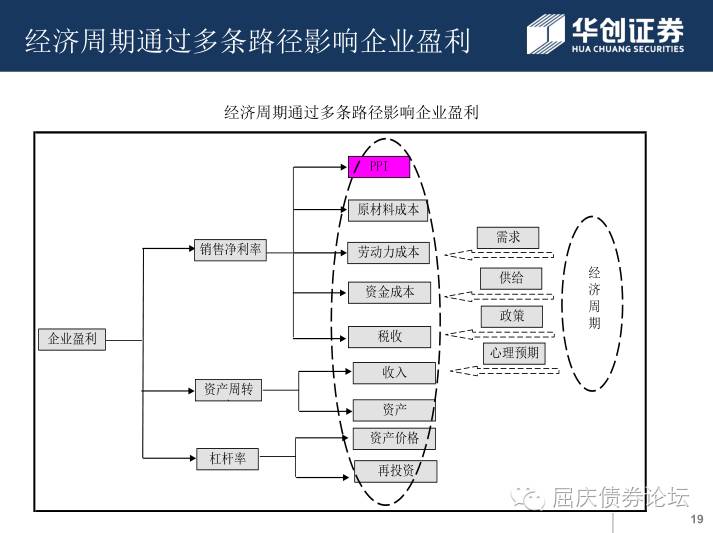 经济周期通过多条路径影响企业盈利
华创证券
HUA CHUANG SECURITIES
经济周期通过多条路径影响企业盈利
PPI
原材料成本
销售净利率
劳动力成本
需求
资金成本
供给
经济周期
企业盈利
税收
政策
心理预期
资产周转
收入
资产
杠杆率
资产价格
再投资
屈庆债券论坛
19